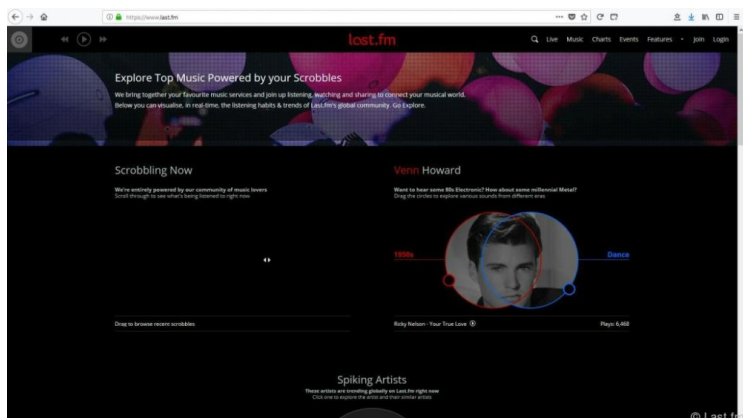 https://www.last.fm
last.fm
Live Music Charts Events Features Join Login
Explore Top Music Powered by your Scrobbles
We bring together your favourite music services and join up listening, watching and sharing to connect your musical world.
Below you can visualise, in real-time, the listening habits & trends of Last.fm's global community. Go Explore.
Scrobbling Now
We're entirely powered by our community of music lovers
Scroll through to see what's being listened to right now
Drag to browse recent scrobbles
Venn Howard
Want to hear some 80s Electronic? How about some millennial Metal?
Drag the circles to explore various sounds from different eras
1950s
Dance
Ricky Nelson - Your True Love
Plays: 6,468
Spiking Artists
These artists are trending globally on Last.fm right now
Click one to explore the artist and their similar artists
© Last.fm